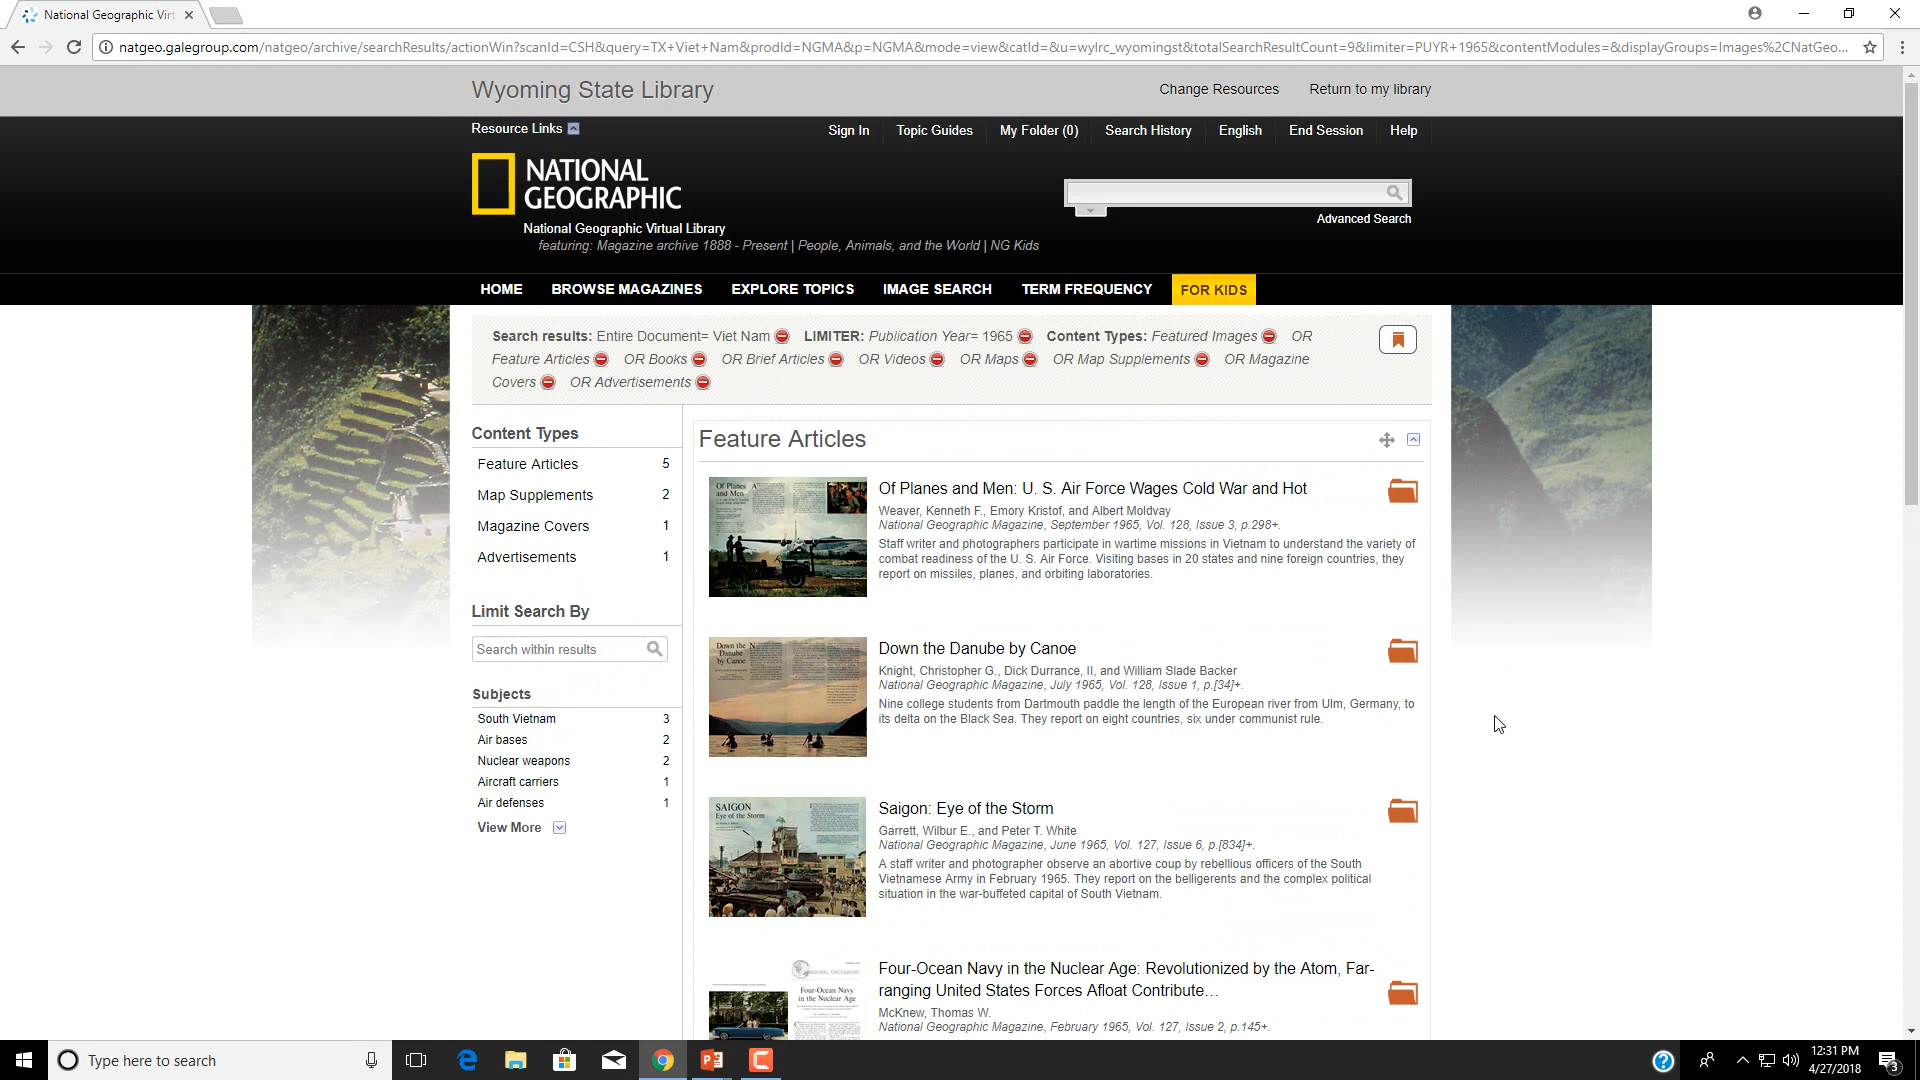 National Geographic Virt
natgeo.galegroup.com/natgeo/archive/searchResults/actionWin?scanId=CSH&query=TX+Viet+Nam&prodId=NGMA&p=NGMA&mode=view&catId=&u=wylrc_wyomingst&totalSearchResultCount=9&limiter=PUYR+1965&contentModules=&displayGroups=Images%2CNatGeo...
Wyoming State Library
Change Resources
Return to my library
Resource Links
Sign In
Topic Guides
My Folder (0)
Search History
English
End Session
Help
NATIONAL
GEOGRAPHIC
Advanced Search
National Geographic Virtual Library
featuring: Magazine archive 1888 - Present | People, Animals, and the World | NG Kids
HOME
BROWSE MAGAZINES
EXPLORE TOPICS
IMAGE SEARCH
TERM FREQUENCY
FOR KIDS
Search results: Entire Document= Viet Nam LIMITER: Publication Year= 1965 Content Types: Featured Images OR
Feature Articles OR Books OR Brief Articles OR Videos OR Maps OR Map Supplements OR Magazine
Covers OR Advertisements
Content Types
Feature Articles 5
Map Supplements 2
Magazine Covers 1
Advertisements 1
Limit Search By
Search within results
Subjects
South Vietnam 3
Air bases 2
Nuclear weapons 2
Aircraft carriers 1
Air defenses 1
View More
Feature Articles
Of Planes
and Men
Of Planes and Men: U. S. Air Force Wages Cold War and Hot
Weaver, Kenneth F., Emory Kristof, and Albert Moldvay
National Geographic Magazine, September 1965, Vol. 128, Issue 3, p.298+.
Staff writer and photographers participate in wartime missions in Vietnam to understand the variety of
combat readiness of the U. S. Air Force. Visiting bases in 20 states and nine foreign countries, they
report on missiles, planes, and orbiting laboratories.
Down the
Danube
by Canoe
Down the Danube by Canoe
Knight, Christopher G., Dick Durrance, II, and William Slade Backer
National Geographic Magazine, July 1965, Vol. 128, Issue 1, p.[34]+.
Nine college students from Dartmouth paddle the length of the European river from Ulm, Germany, to
its delta on the Black Sea. They report on eight countries, six under communist rule.
SAIGON
Eye of the Storm
Saigon: Eye of the Storm
Garrett, Wilbur E., and Peter T. White
National Geographic Magazine, June 1965, Vol. 127, Issue 6, p.[834]+.
A staff writer and photographer observe an abortive coup by rebellious officers of the South
Vietnamese Army in February 1965. They report on the belligerents and the complex political
situation in the war-buffeted capital of South Vietnam.
Four-Ocean Navy
in the Nuclear Age
Four-Ocean Navy in the Nuclear Age: Revolutionized by the Atom, Far-
ranging United States Forces Afloat Contribute…
McKnew, Thomas W.
National Geographic Magazine, February 1965, Vol. 127, Issue 2, p.145+.
Type here to search
12:31 PM
4/27/2018
3